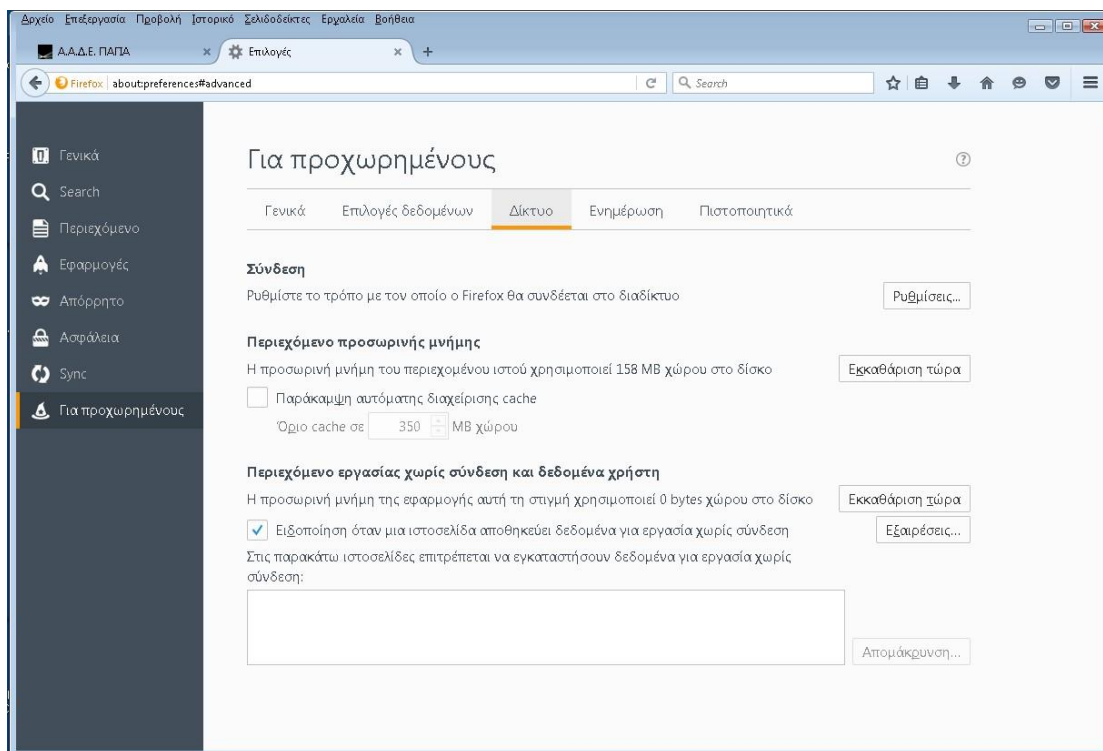 Αρχείο Επεξεργασία Προβολή Ιστορικό Σελιδοδείκτες Εργαλεία Βοήθεια
Α.Α.Δ.Ε. ΠΑΠΑ × Επιλογές × +
Firefox about:preferences#advanced Search
Γενικά
Search
Περιεχόμενο
Εφαρμογές
Απόρρητο
Ασφάλεια
Sync
Για προχωρημένους
Για προχωρημένους ?
Γενικά Επιλογές δεδομένων Δίκτυο Ενημέρωση Πιστοποιητικά
Σύνδεση
Ρυθμίστε το τρόπο με τον οποίο ο Firefox θα συνδέεται στο διαδίκτυο Ρυθμίσεις...
Περιεχόμενο προσωρινής μνήμης
Η προσωρινή μνήμη του περιεχομένου ιστού χρησιμοποιεί 158 MB χώρου στο δίσκο Εκκαθάριση τώρα
Παράκαμψη αυτόματης διαχείρισης cache
Όριο cache σε 350 MB χώρου
Περιεχόμενο εργασίας χωρίς σύνδεση και δεδομένα χρήστη
Η προσωρινή μνήμη της εφαρμογής αυτή τη στιγμή χρησιμοποιεί 0 bytes χώρου στο δίσκο Εκκαθάριση τώρα
Ειδοποίηση όταν μια ιστοσελίδα αποθηκεύει δεδομένα για εργασία χωρίς σύνδεση Εξαιρέσεις...
Στις παρακάτω ιστοσελίδες επιτρέπεται να εγκαταστήσουν δεδομένα για εργασία χωρίς
σύνδεση:
Απομάκρυνση...